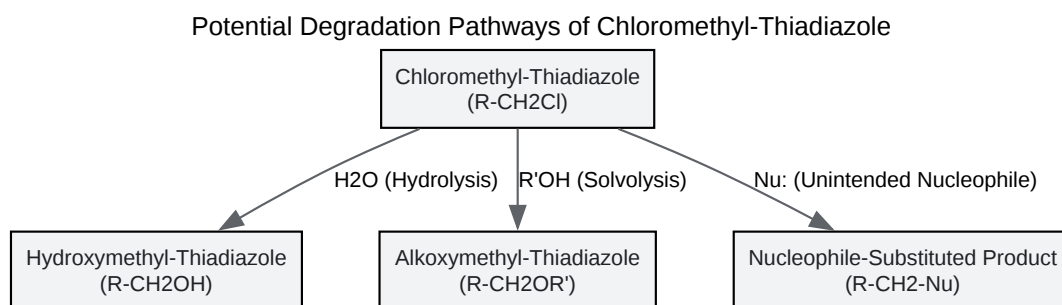 Potential Degradation Pathways of Chloromethyl-Thiadiazole
Chloromethyl-Thiadiazole
(R-CH2Cl)
H2O (Hydrolysis)
R'OH (Solvolysis)
Nu: (Unintended Nucleophile)
Hydroxymethyl-Thiadiazole
(R-CH2OH)
Alkoxymethyl-Thiadiazole
(R-CH2OR')
Nucleophile-Substituted Product
(R-CH2-Nu)